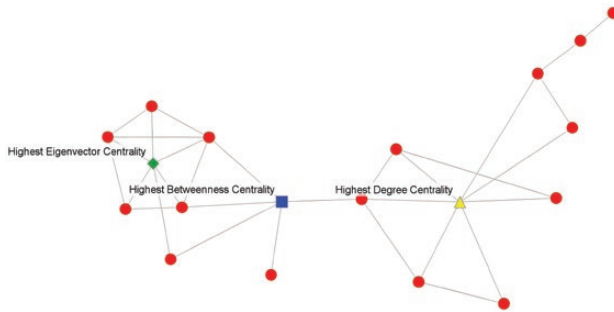 Highest Eigenvector Centrality
Highest Betweenness Centrality
Highest Degree Centrality